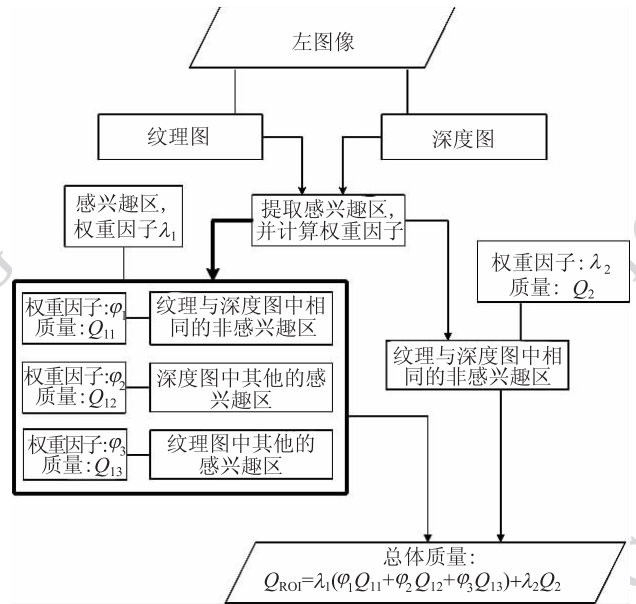 左图像
纹理图
深度图
感兴趣区，
权重因子λ₁
提取感兴趣区，
并计算权重因子
权重因子：λ₂
质量： Q₂
权重因子：φ₁
质量：Q₁₁
纹理与深度图中相
同的非感兴趣区
纹理与深度图中相
同的非感兴趣区
权重因子：φ₂
质量：Q₁₂
深度图中其他的感
兴趣区
权重因子：φ₃
质量：Q₁₃
纹理图中其他的
感兴趣区
总体质量：
Q_ROI=λ₁(φ₁Q₁₁+φ₂Q₁₂+φ₃Q₁₃)+λ₂Q₂